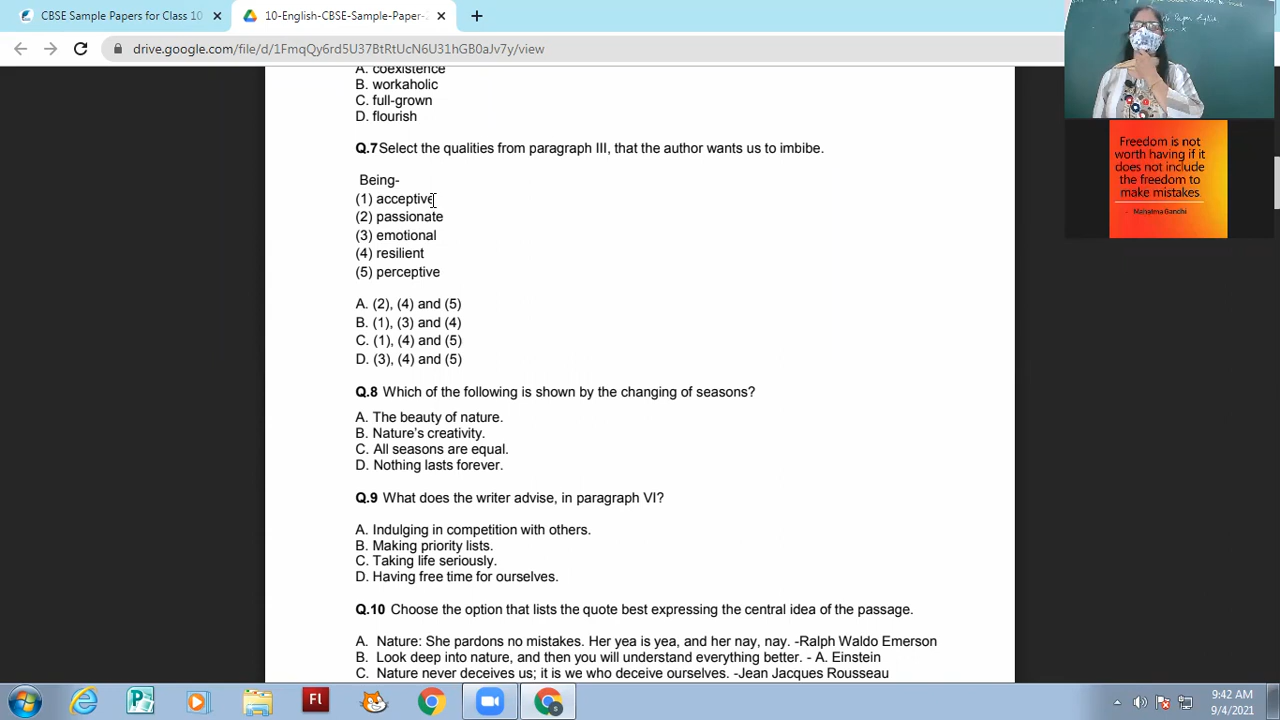 CBSE Sample Papers for Class 10
10-English-CBSE-Sample-Paper-
drive.google.com/file/d/1FmqQy6rd5U37BtRtUcN6U31hGB0aJv7y/view
A. coexistence
B. workaholic
C. full-grown
D. flourish
Q.7Select the qualities from paragraph III, that the author wants us to imbibe.
Being-
(1) acceptive
(2) passionate
(3) emotional
(4) resilient
(5) perceptive
A. (2), (4) and (5)
B. (1), (3) and (4)
C. (1), (4) and (5)
D. (3), (4) and (5)
Q.8 Which of the following is shown by the changing of seasons?
A. The beauty of nature.
B. Nature's creativity.
C. All seasons are equal.
D. Nothing lasts forever.
Q.9 What does the writer advise, in paragraph VI?
A. Indulging in competition with others.
B. Making priority lists.
C. Taking life seriously.
D. Having free time for ourselves.
Q.10 Choose the option that lists the quote best expressing the central idea of the passage.
A. Nature: She pardons no mistakes. Her yea is yea, and her nay, nay. -Ralph Waldo Emerson
B. Look deep into nature, and then you will understand everything better. - A. Einstein
C. Nature never deceives us; it is we who deceive ourselves. -Jean Jacques Rousseau
Freedom is not
worth having if it
does not include
the freedom to
make mistakes
Mahatma Gandhi
Fl
9:42 AM
9/4/2021